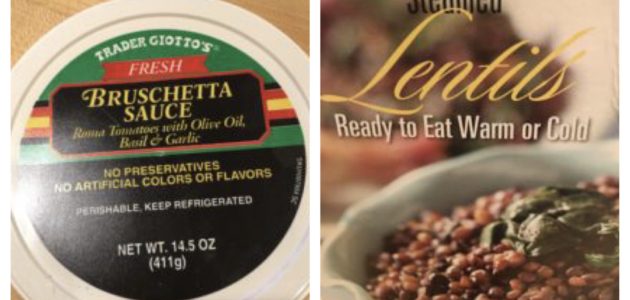 TRADER GIOTTO'S
FRESH
BRUSCHETTA
SAUCE
Roma Tomatoes with Olive Oil,
Basil & Garlic
NO PRESERVATIVES
NO ARTIFICIAL COLORS OR FLAVORS
PERISHABLE, KEEP REFRIGERATED
NET WT. 14.5 OZ
(411g)
Steamed
Lentils
Ready to Eat Warm or Cold